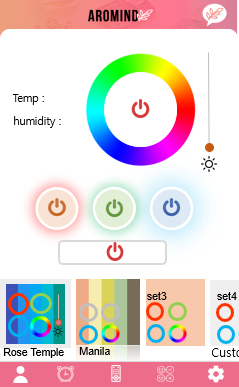 AROMIND
Temp :
humidity :
set3
set4
Rose Temple
Manila
Custo